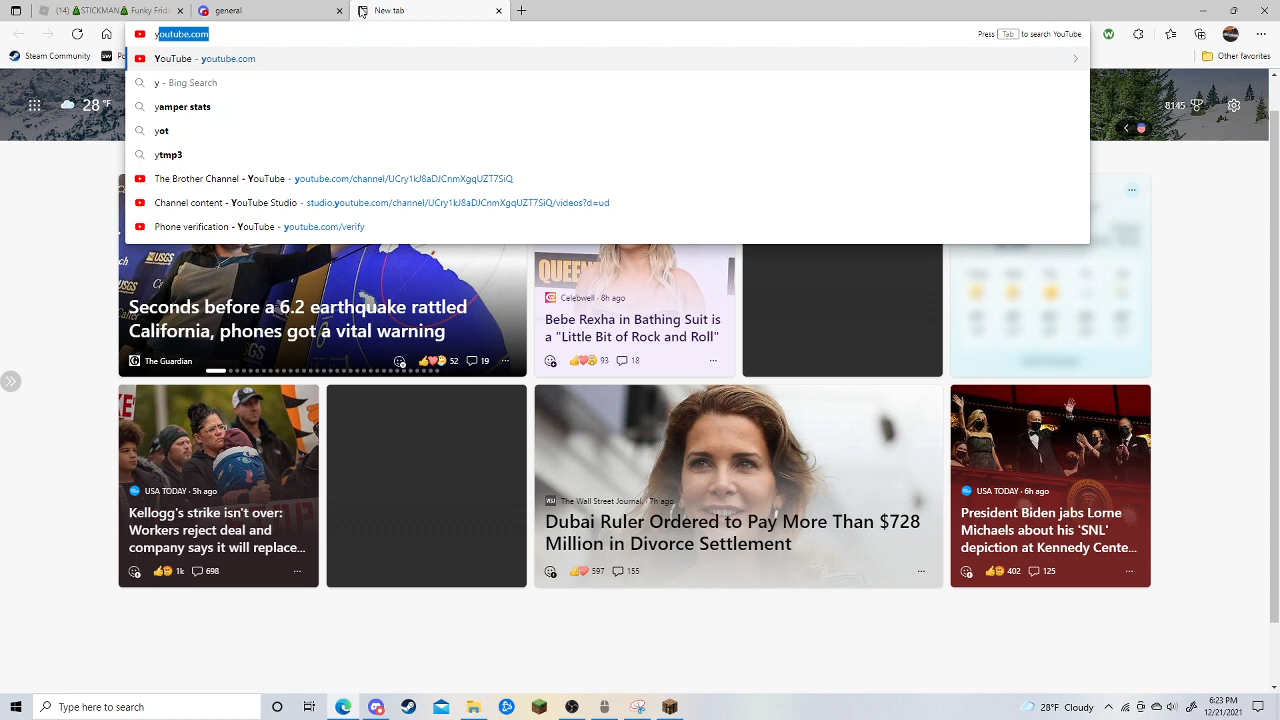 (14) 🎄STICKMAN🎄 Funky Frida
general
New tab
youtube.com
Press Tab to search YouTube
Steam Community
Other favorites
YouTube - youtube.com
y - Bing Search
yamper stats
yot
ytmp3
The Brother Channel - YouTube - youtube.com/channel/UCry1kJ8aDJCnmXgqUZT7SiQ
Channel content - YouTube Studio - studio.youtube.com/channel/UCry1kJ8aDJCnmXgqUZT7SiQ/videos?d=ud
Phone verification - YouTube - youtube.com/verify
28 °F
8145
USGS
Seconds before a 6.2 earthquake rattled
California, phones got a vital warning
The Guardian
52
19
QUEEN
Celebwell · 8h ago
Bebe Rexha in Bathing Suit is
a "Little Bit of Rock and Roll"
93
18
USA TODAY · 5h ago
Kellogg's strike isn't over:
Workers reject deal and
company says it will replace...
1k
698
WSJ The Wall Street Journal · 7h ago
Dubai Ruler Ordered to Pay More Than $728
Million in Divorce Settlement
597
155
USA TODAY · 6h ago
President Biden jabs Lorne
Michaels about his 'SNL'
depiction at Kennedy Cente...
402
125
Type here to search
28°F Cloudy
6:23 PM
12/21/2021